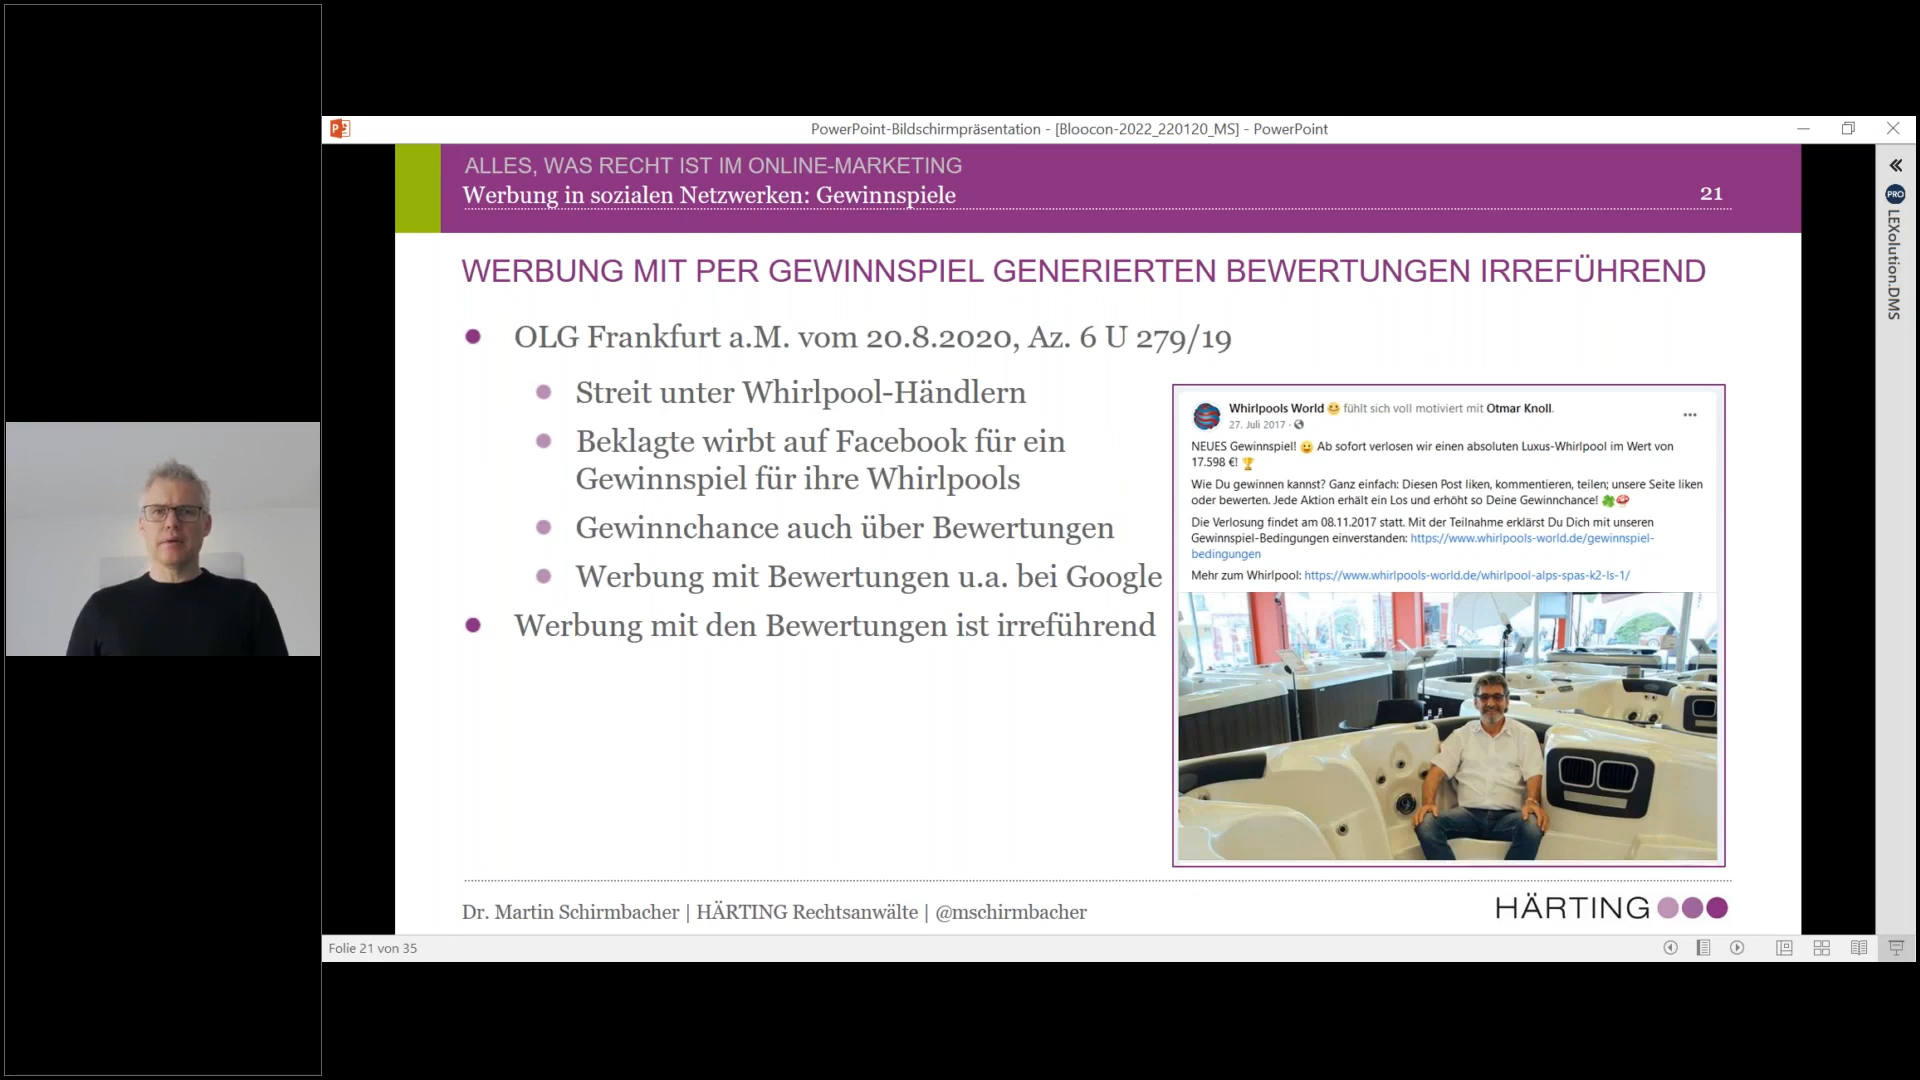 PowerPoint-Bildschirmpräsentation - [Bloocon-2022_220120_MS] - PowerPoint
ALLES, WAS RECHT IST IM ONLINE-MARKETING
Werbung in sozialen Netzwerken: Gewinnspiele
21
WERBUNG MIT PER GEWINNSPIEL GENERIERTEN BEWERTUNGEN IRREFÜHREND
OLG Frankfurt a.M. vom 20.8.2020, Az. 6 U 279/19
Streit unter Whirlpool-Händlern
Beklagte wirbt auf Facebook für ein
Gewinnspiel für ihre Whirlpools
Gewinnchance auch über Bewertungen
Werbung mit Bewertungen u.a. bei Google
Werbung mit den Bewertungen ist irreführend
Whirlpools World 😊 fühlt sich voll motiviert mit Otmar Knoll.
27. Juli 2017 ·
NEUES Gewinnspiel! 😀 Ab sofort verlosen wir einen absoluten Luxus-Whirlpool im Wert von
17.598 €! 🏆
Wie Du gewinnen kannst? Ganz einfach: Diesen Post liken, kommentieren, teilen; unsere Seite liken
oder bewerten. Jede Aktion erhält ein Los und erhöht so Deine Gewinnchance! 🍀🍄
Die Verlosung findet am 08.11.2017 statt. Mit der Teilnahme erklärst Du Dich mit unseren
Gewinnspiel-Bedingungen einverstanden: https://www.whirlpools-world.de/gewinnspiel-
bedingungen
Mehr zum Whirlpool: https://www.whirlpools-world.de/whirlpool-alps-spas-k2-ls-1/
Dr. Martin Schirmbacher | HÄRTING Rechtsanwälte | @mschirmbacher
HÄRTING
Folie 21 von 35
PRO
LEXolution.DMS